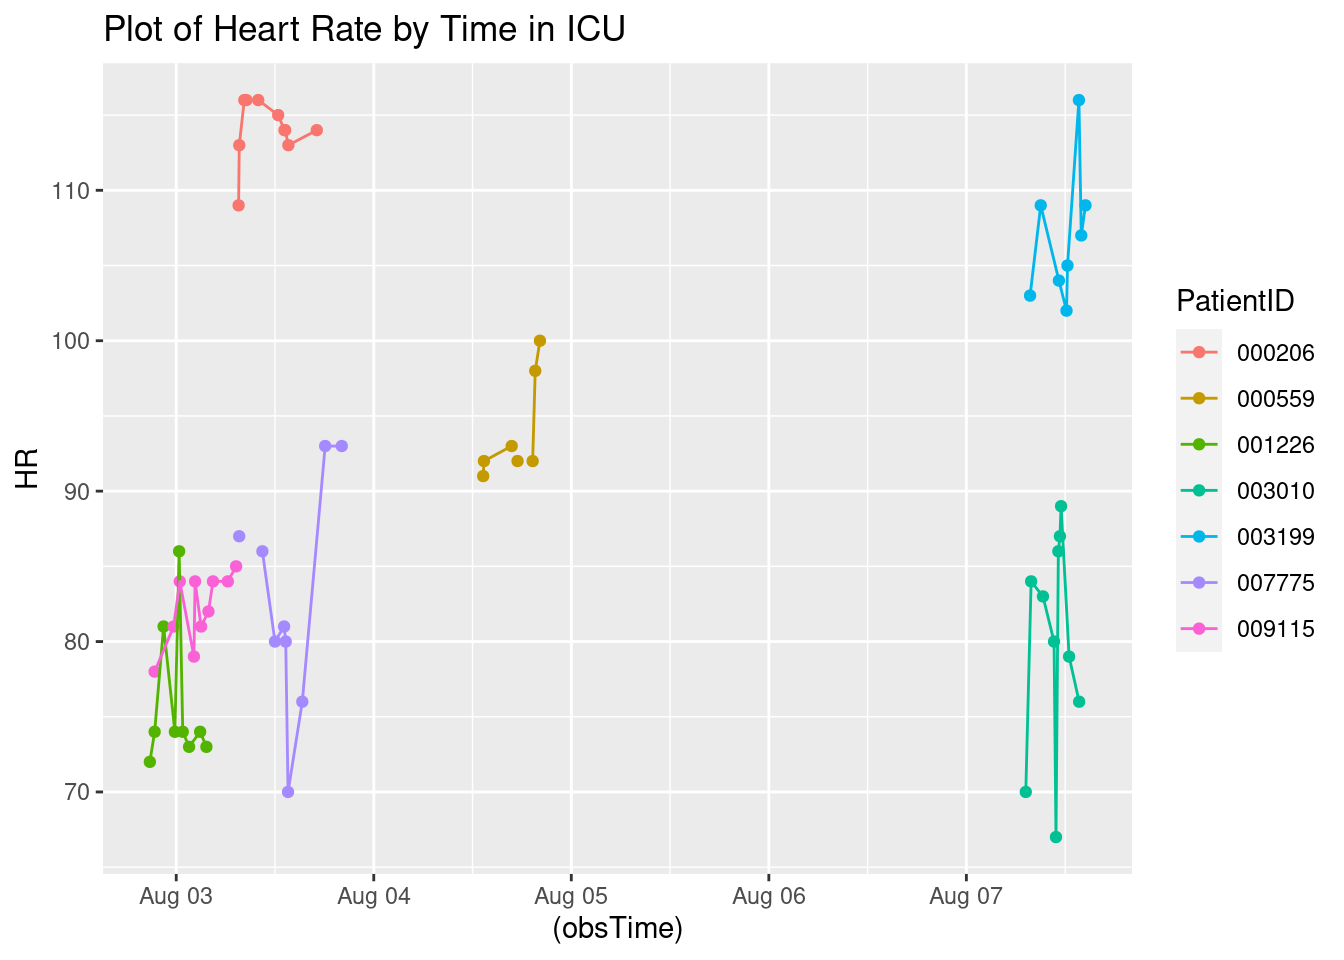 Plot of Heart Rate by Time in ICU
HR
110
100
90
80
70
Aug 03 Aug 04 Aug 05 Aug 06 Aug 07
(obsTime)
PatientID
000206
000559
001226
003010
003199
007775
009115